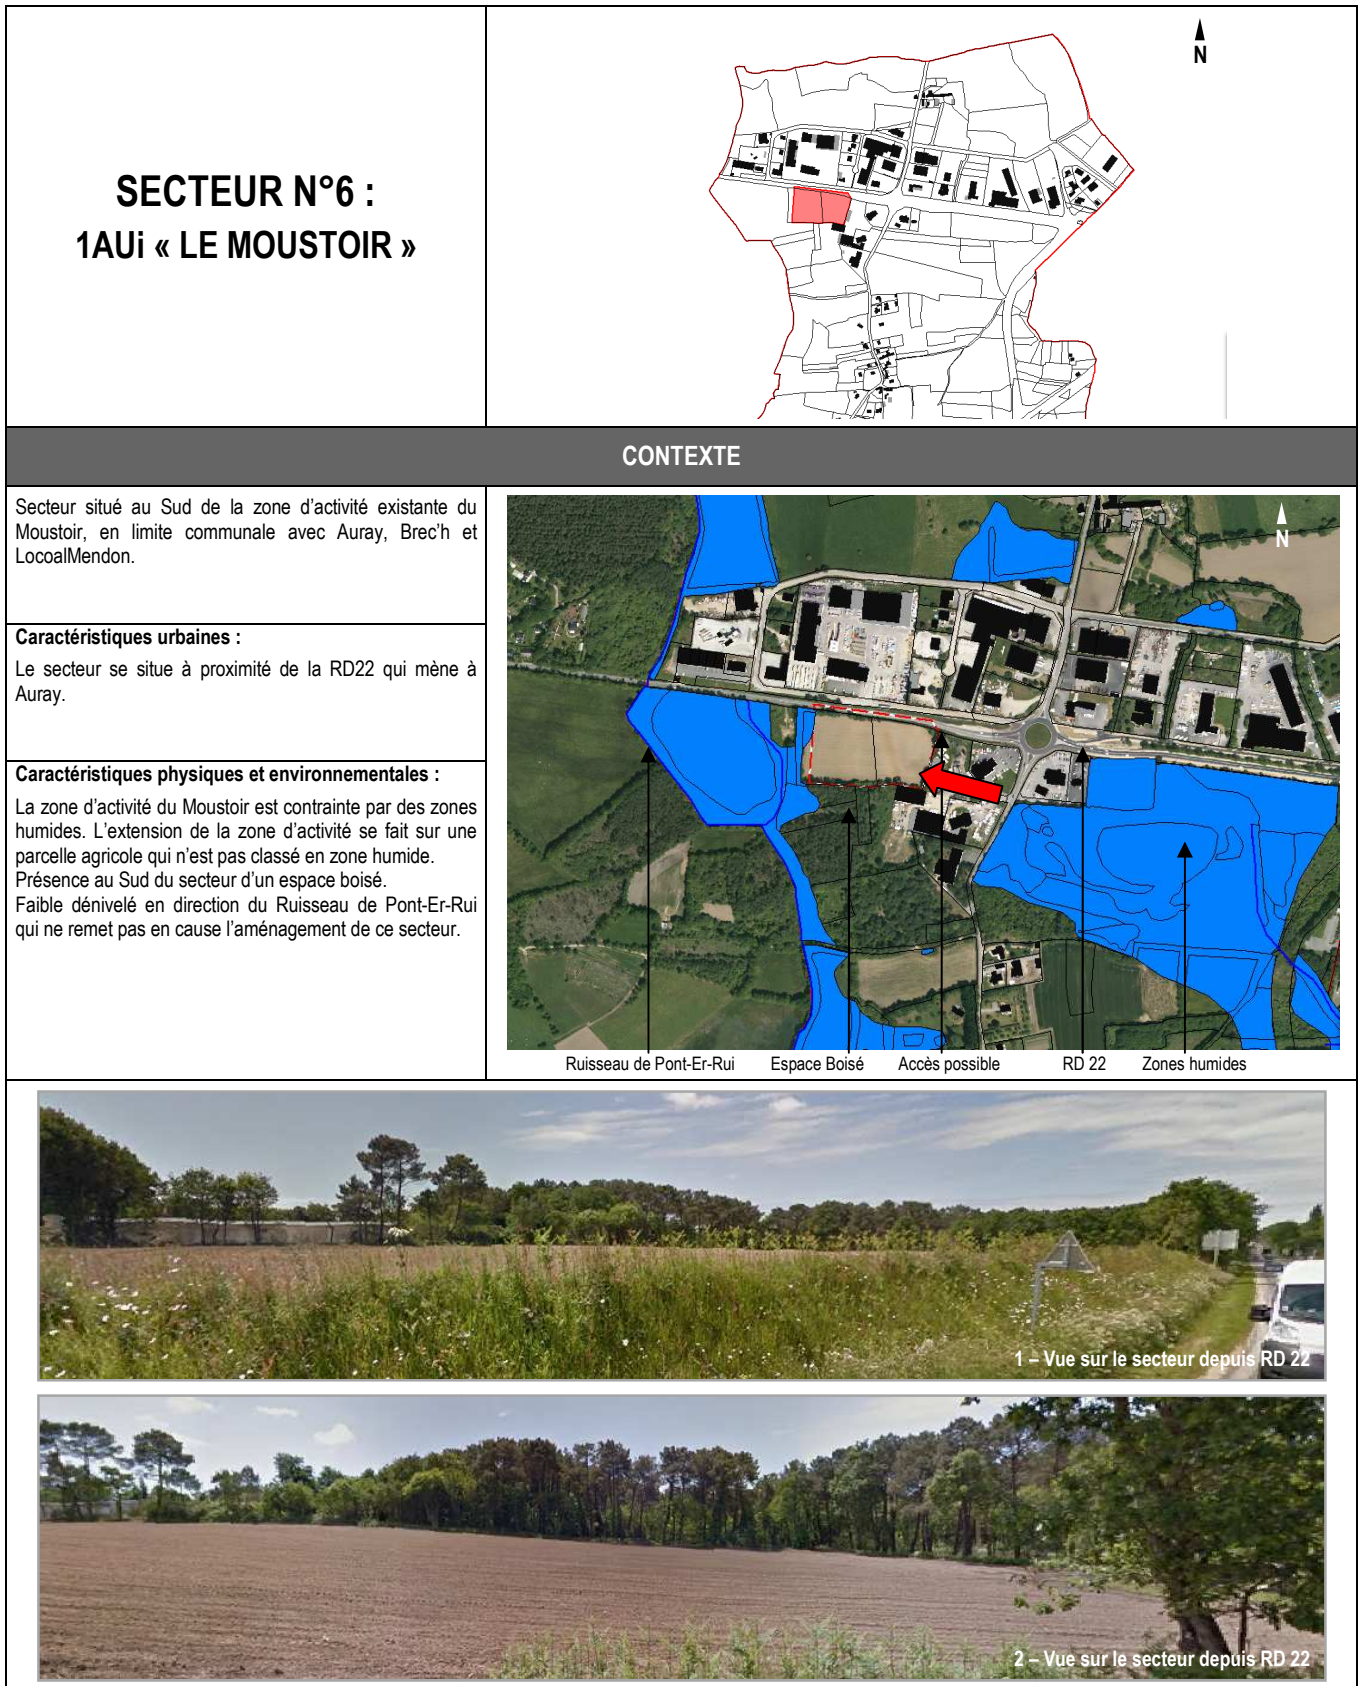 SECTEUR N°6 :
1AUi « LE MOUSTOIR »
N
CONTEXTE
Secteur situé au Sud de la zone d'activité existante du
Moustoir, en limite communale avec Auray, Brec'h et
LocoalMendon.
Caractéristiques urbaines :
Le secteur se situe à proximité de la RD22 qui mène à
Auray.
Caractéristiques physiques et environnementales :
La zone d'activité du Moustoir est contrainte par des zones
humides. L'extension de la zone d'activité se fait sur une
parcelle agricole qui n'est pas classé en zone humide.
Présence au Sud du secteur d'un espace boisé.
Faible dénivelé en direction du Ruisseau de Pont-Er-Rui
qui ne remet pas en cause l'aménagement de ce secteur.
N
Ruisseau de Pont-Er-Rui Espace Boisé Accès possible RD 22 Zones humides
1 – Vue sur le secteur depuis RD 22
2 – Vue sur le secteur depuis RD 22